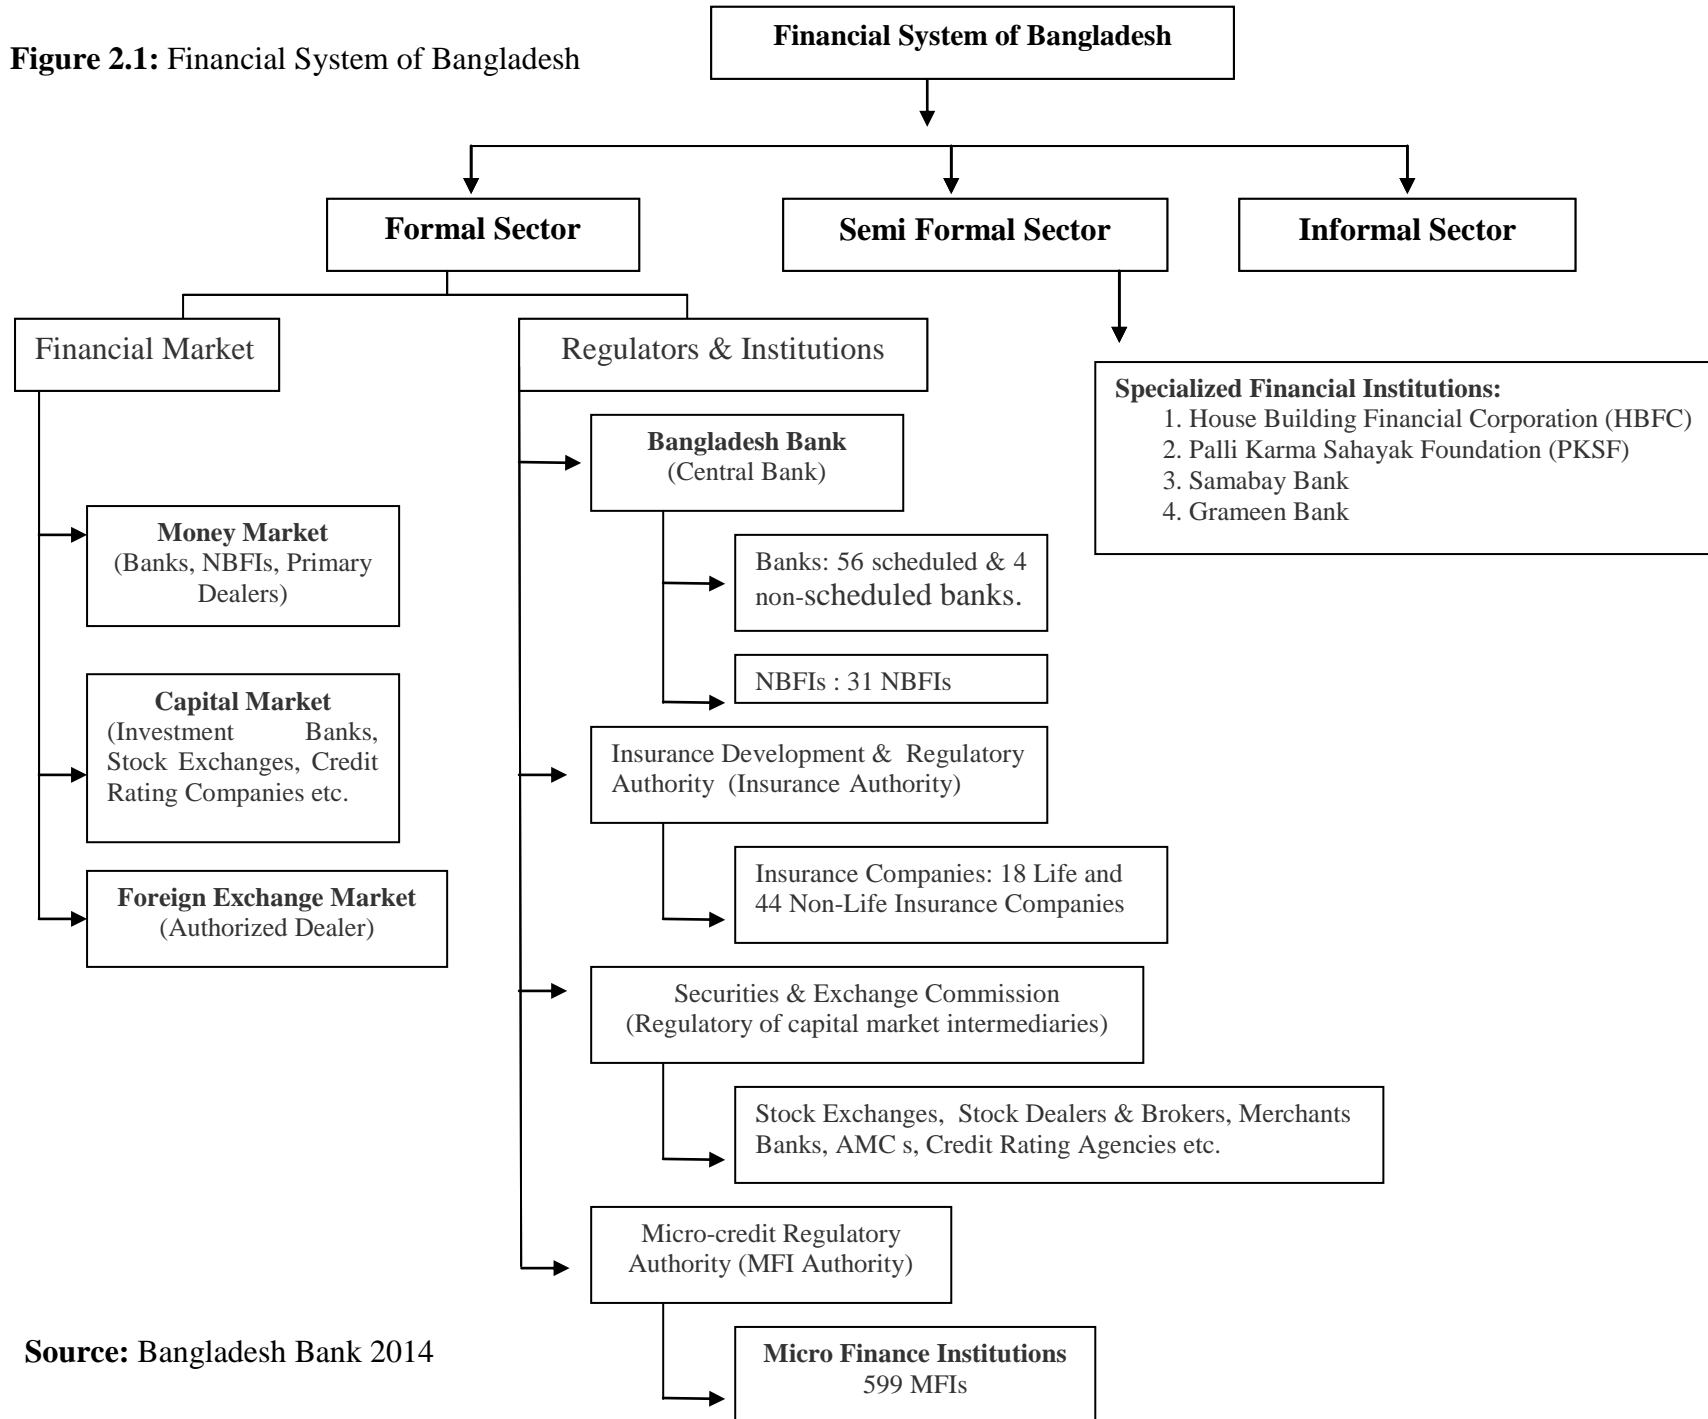 Financial System of Bangladesh
Figure 2.1: Financial System of Bangladesh
Formal Sector
Semi Formal Sector
Informal Sector
Financial Market
Regulators & Institutions
Specialized Financial Institutions:
1. House Building Financial Corporation (HBFC)
2. Palli Karma Sahayak Foundation (PKSF)
3. Samabay Bank
4. Grameen Bank
Money Market
(Banks, NBFIs, Primary
Dealers)
Capital Market
(Investment Banks,
Stock Exchanges, Credit
Rating Companies etc.
Foreign Exchange Market
(Authorized Dealer)
Bangladesh Bank
(Central Bank)
Banks: 56 scheduled & 4
non-scheduled banks.
NBFIs : 31 NBFIs
Insurance Development & Regulatory
Authority (Insurance Authority)
Insurance Companies: 18 Life and
44 Non-Life Insurance Companies
Securities & Exchange Commission
(Regulatory of capital market intermediaries)
Stock Exchanges, Stock Dealers & Brokers, Merchants
Banks, AMC s, Credit Rating Agencies etc.
Micro-credit Regulatory
Authority (MFI Authority)
Micro Finance Institutions
599 MFIs
Source: Bangladesh Bank 2014